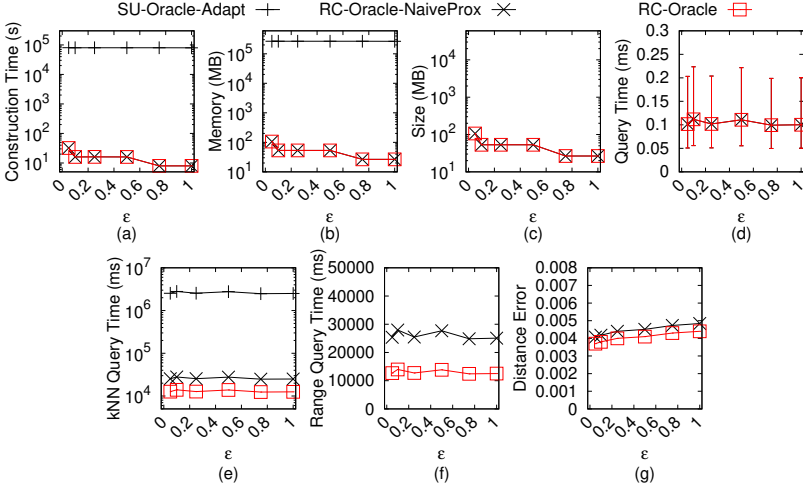 SU-Oracle-Adapt RC-Oracle-NaiveProx RC-Oracle
Construction Time (s)
10^5
10^4
10^3
10^2
10^1
0 0.2 0.4 0.6 0.8 1
ε
(a)
Memory (MB)
10^5
10^4
10^3
10^2
10^1
0 0.2 0.4 0.6 0.8 1
ε
(b)
Size (MB)
10^4
10^3
10^2
10^1
0 0.2 0.4 0.6 0.8 1
ε
(c)
Query Time (ms)
0.3
0.25
0.2
0.15
0.1
0.05
0
0 0.2 0.4 0.6 0.8 1
ε
(d)
kNN Query Time (ms)
10^7
10^6
10^5
10^4
0 0.2 0.4 0.6 0.8 1
ε
(e)
Range Query Time (ms)
50000
40000
30000
20000
10000
0
0 0.2 0.4 0.6 0.8 1
ε
(f)
Distance Error
0.008
0.006
0.005
0.004
0.003
0.002
0.001
0
0 0.2 0.4 0.6 0.8 1
ε
(g)